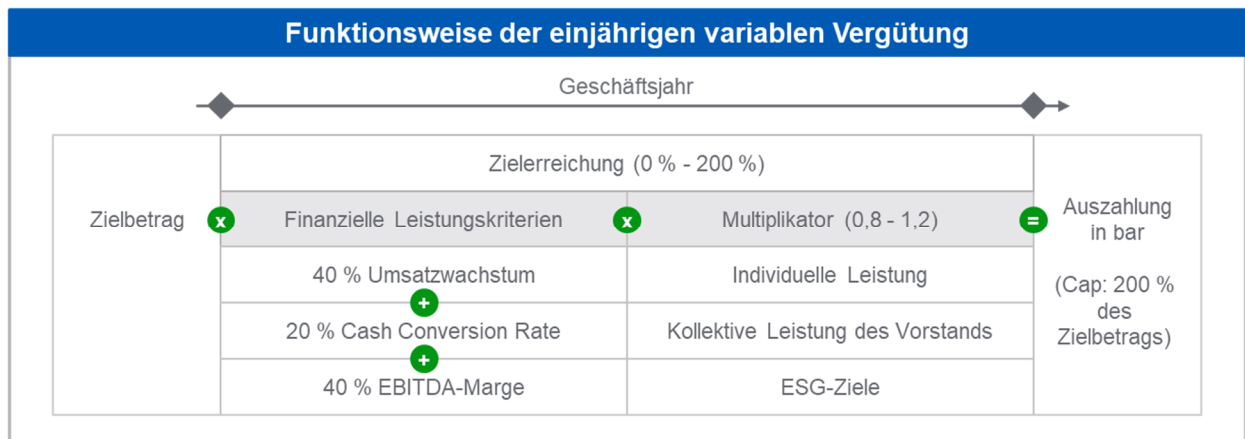 Funktionsweise der einjährigen variablen Vergütung
Geschäftsjahr
Zielerreichung (0 % - 200 %)
Zielbetrag
x
Finanzielle Leistungskriterien
x
Multiplikator (0,8 - 1,2)
=
Auszahlung
in bar
(Cap: 200 %
des
Zielbetrags)
40 % Umsatzwachstum
Individuelle Leistung
+
20 % Cash Conversion Rate
Kollektive Leistung des Vorstands
+
40 % EBITDA-Marge
ESG-Ziele